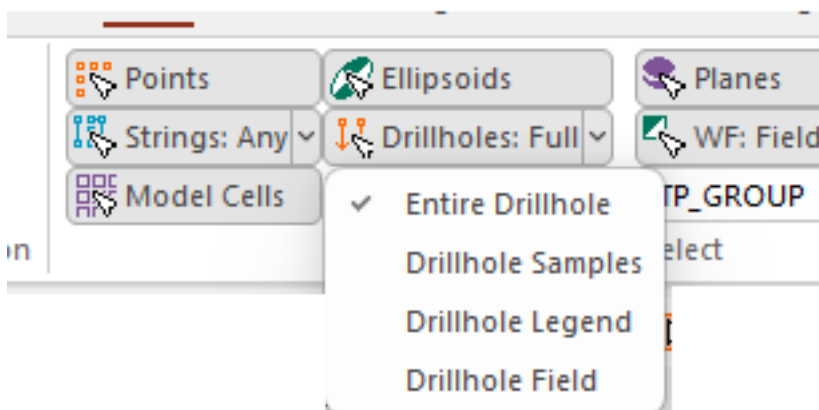 Points
Ellipsoids
Planes
Strings: Any
Drillholes: Full
WF: Field
Model Cells
Entire Drillhole
TP_GROUP
on
Drillhole Samples
elect
Drillhole Legend
Drillhole Field